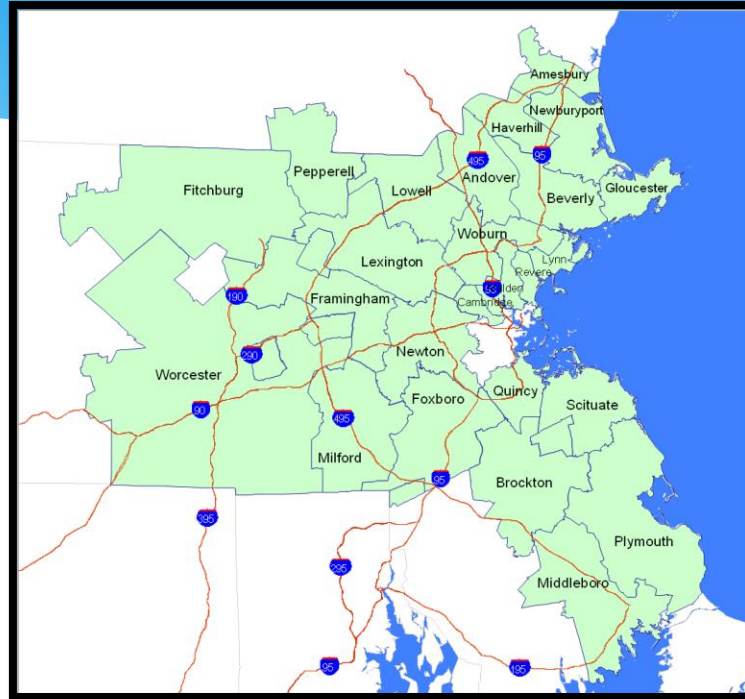 Amesbury
Newburyport
Haverhill
495
95
Pepperell
Andover
Fitchburg
Lowell
Gloucester
Beverly
Woburn
Lynn
Lexington
Revere
190
93
lden
Framingham
Cambridge
290
Newton
Worcester
Quincy
Foxboro
Scituate
90
495
Milford
95
Brockton
395
Plymouth
295
Middleboro
95
195